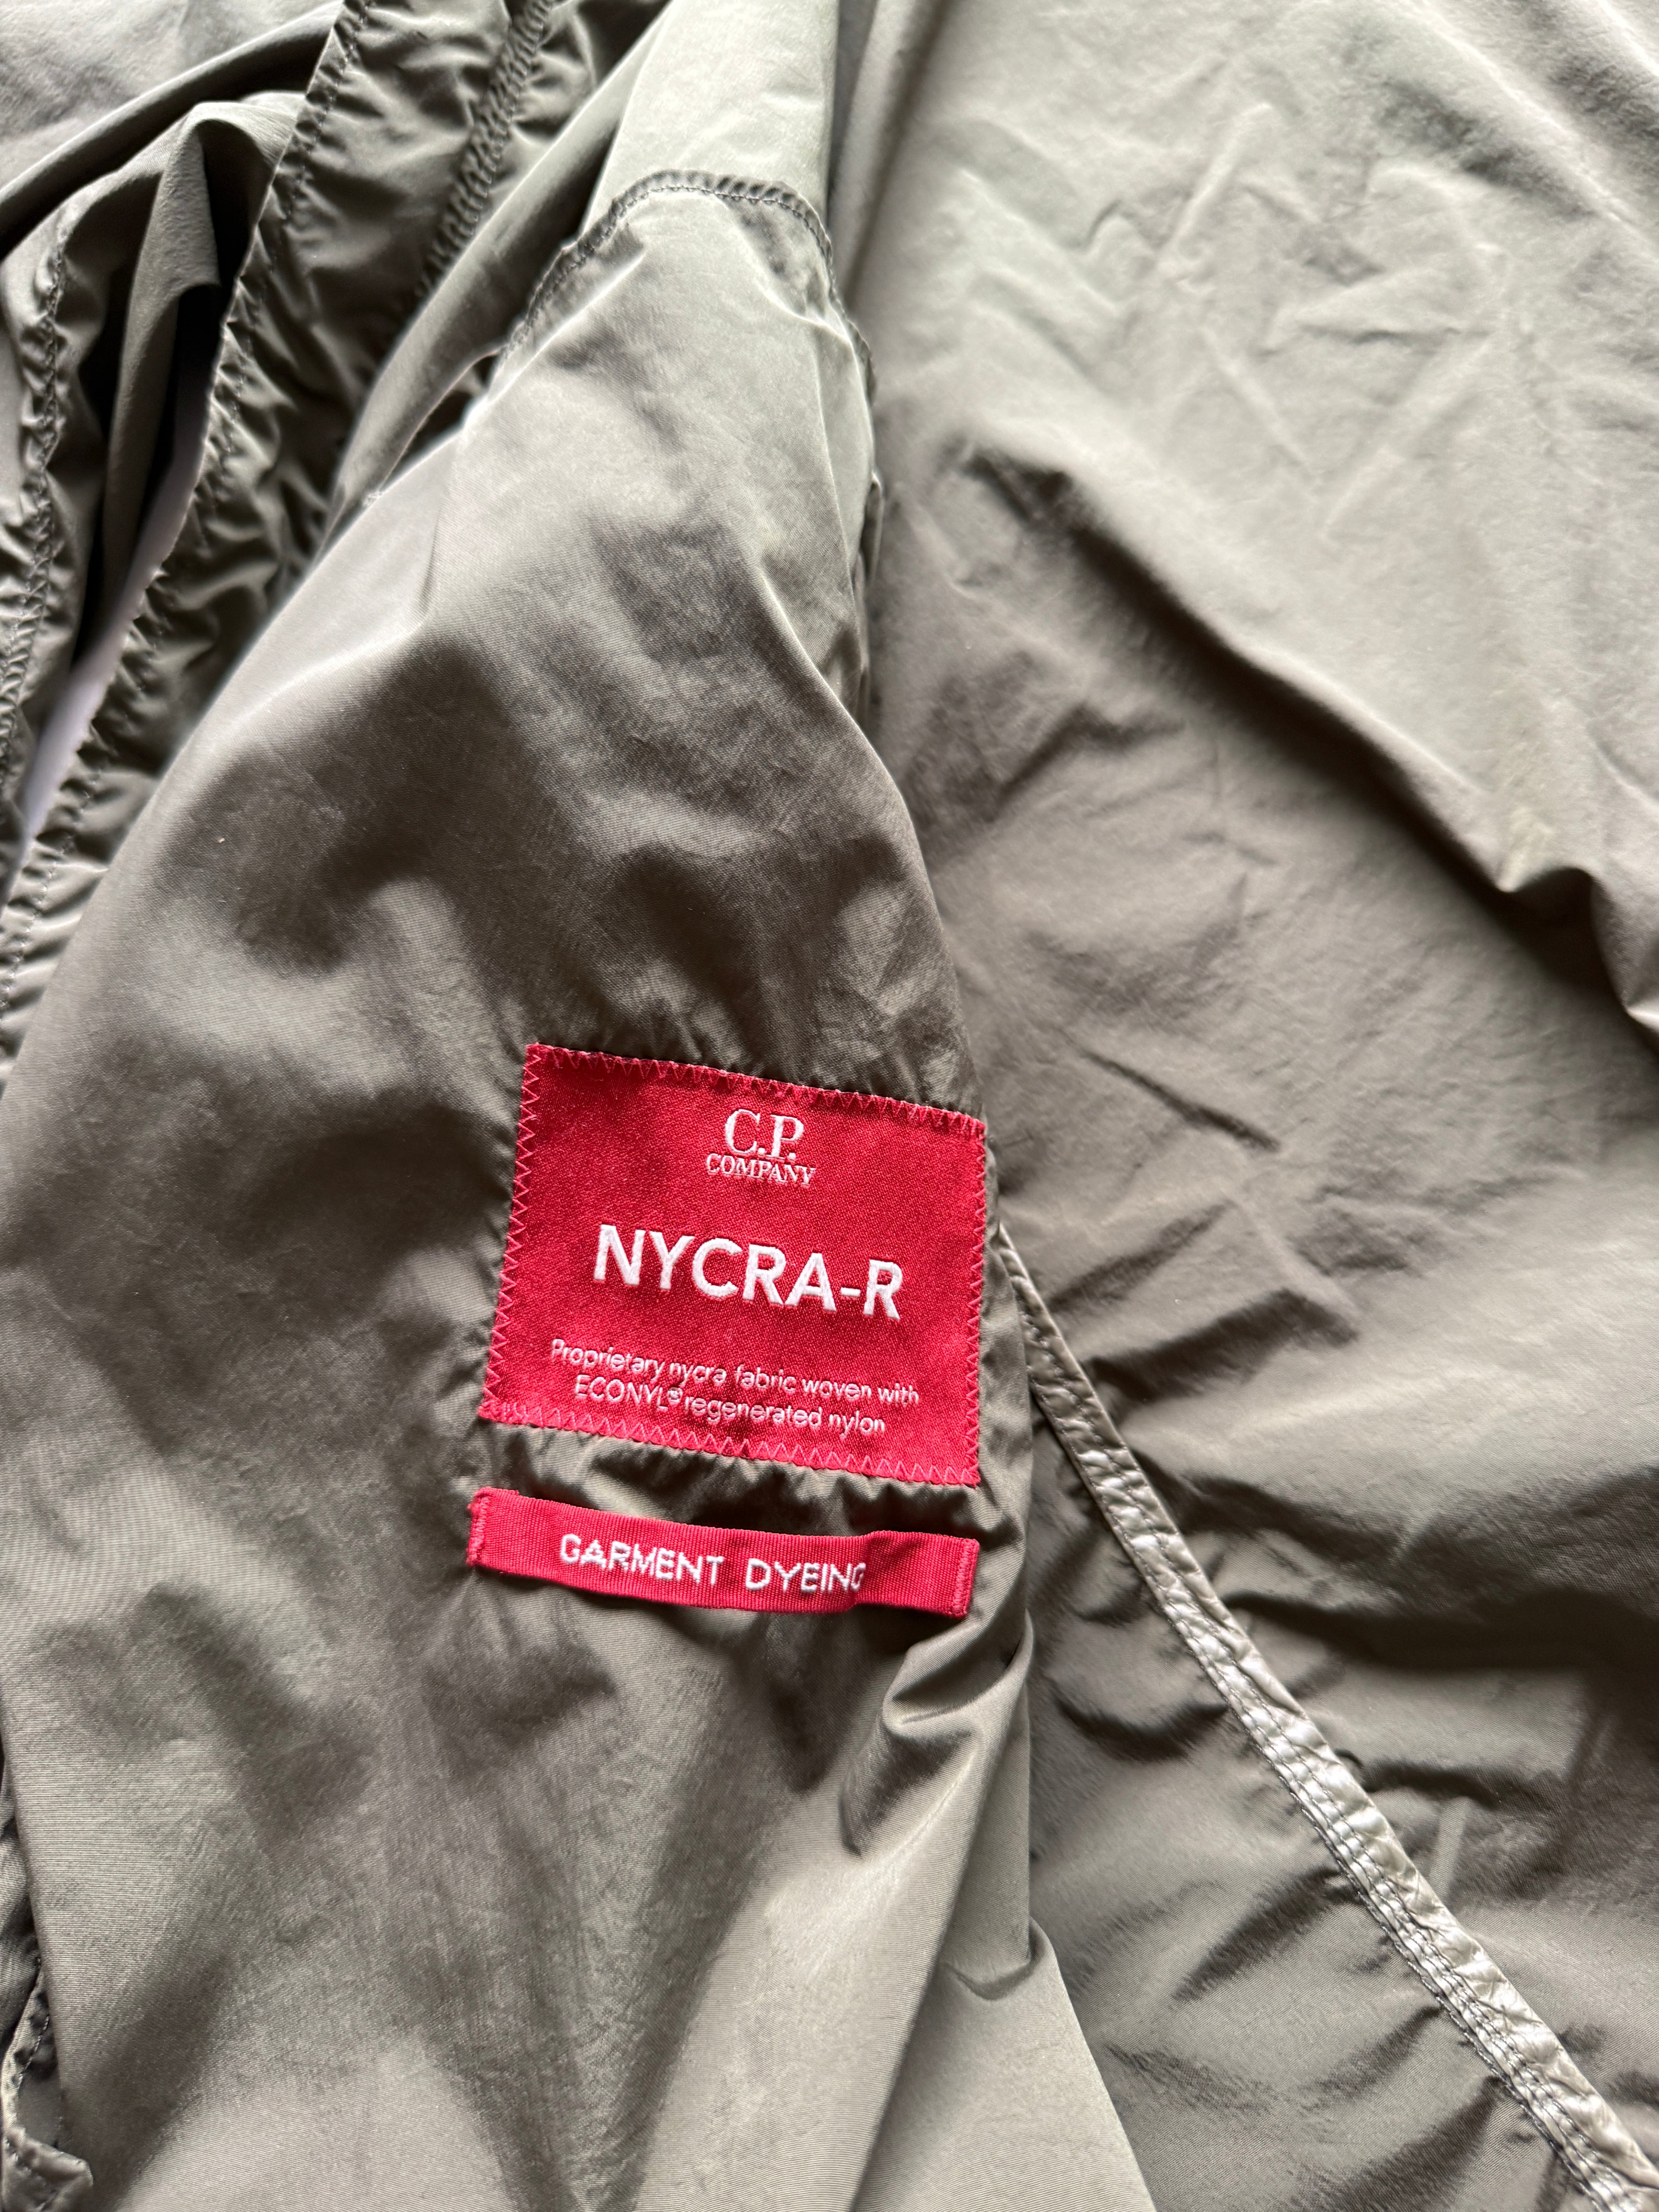 C.P.
COMPANY
NYCRA-R
Proprietary nycra fabric woven with
ECONYL® regenerated nylon
GARMENT DYEING